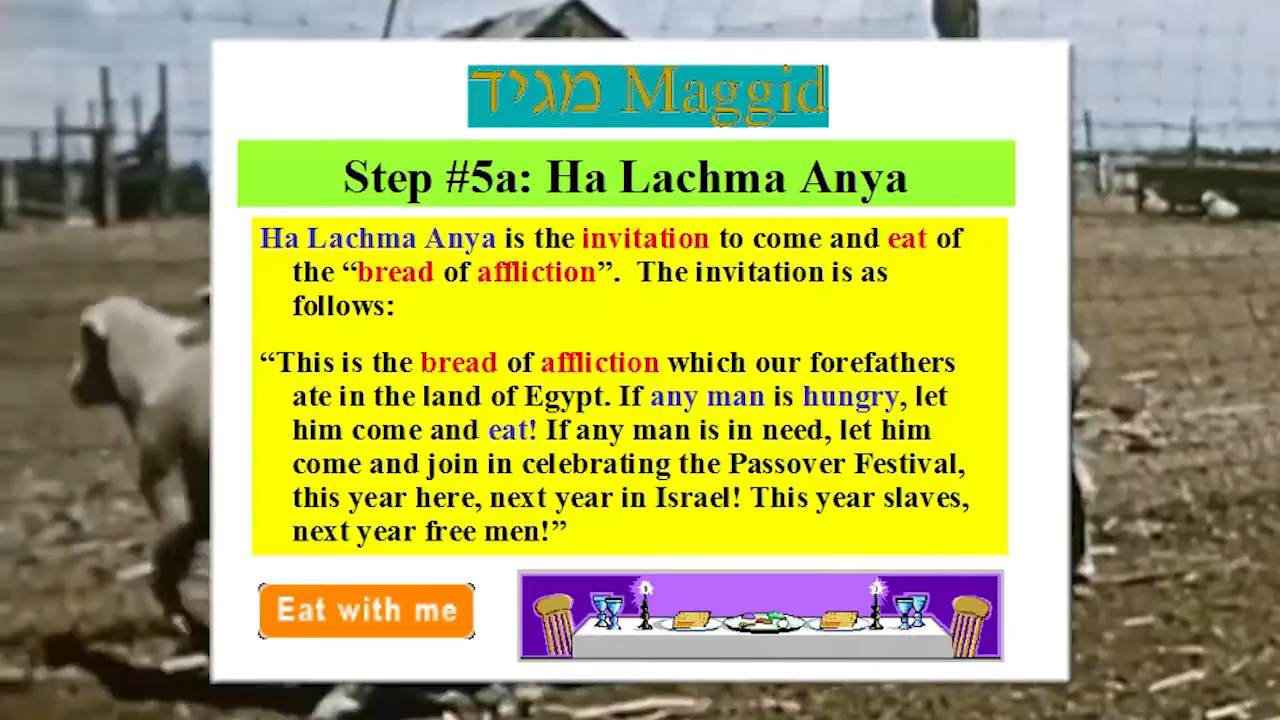 מגיד Maggid
Step #5a: Ha Lachma Anya
Ha Lachma Anya is the invitation to come and eat of
the “bread of affliction”. The invitation is as
follows:
“This is the bread of affliction which our forefathers
ate in the land of Egypt. If any man is hungry, let
him come and eat! If any man is in need, let him
come and join in celebrating the Passover Festival,
this year here, next year in Israel! This year slaves,
next year free men!”
Eat with me